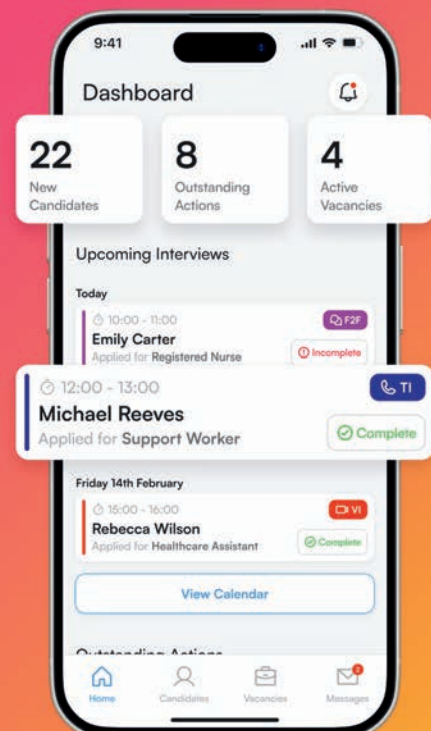 9:41
Dashboard
22
New
Candidates
8
Outstanding
Actions
4
Active
Vacancies
Upcoming Interviews
Today
10:00 - 11:00
F2F
Emily Carter
Applied for Registered Nurse
Incomplete
12:00 - 13:00
TI
Michael Reeves
Applied for Support Worker
Complete
Friday 14th February
15:00 - 16:00
VI
Rebecca Wilson
Applied for Healthcare Assistant
Complete
View Calendar
Outstanding Actions
Home
Candidates
Vacancies
Messages
2